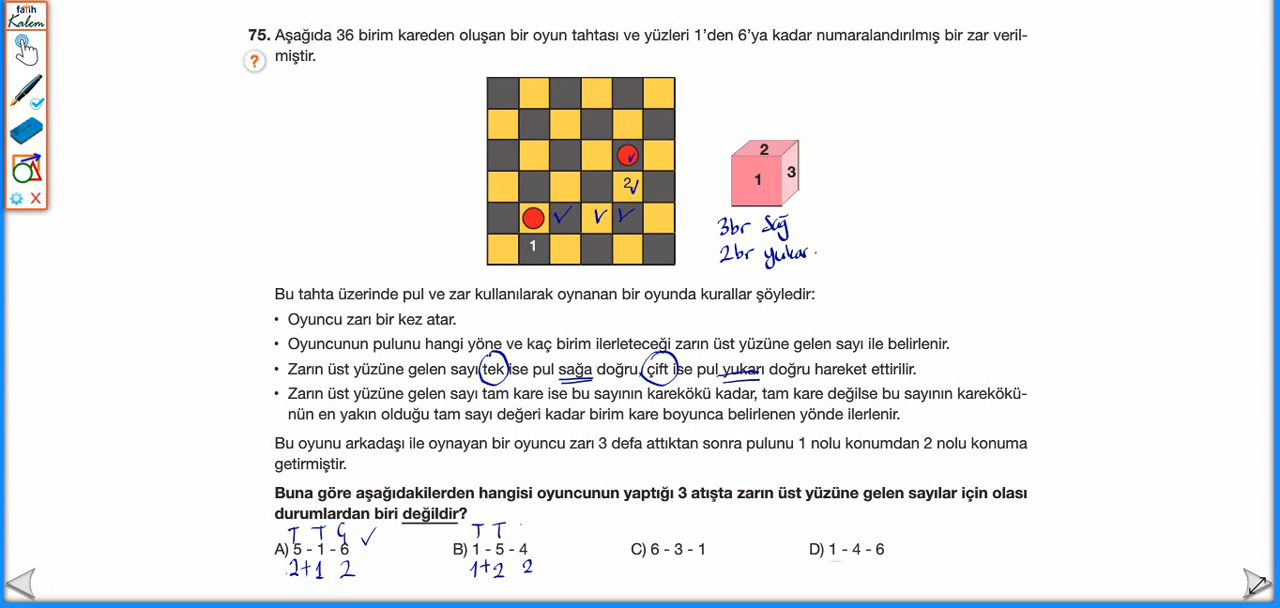 fatih
Kalem
75. Aşağıda 36 birim kareden oluşan bir oyun tahtası ve yüzleri 1’den 6’ya kadar numaralandırılmış bir zar veril-
? miştir.
2
1
2
1
3
3br Sağ
2br yukar.
Bu tahta üzerinde pul ve zar kullanılarak oynanan bir oyunda kurallar şöyledir:
• Oyuncu zarı bir kez atar.
• Oyuncunun pulunu hangi yöne ve kaç birim ilerleteceği zarın üst yüzüne gelen sayı ile belirlenir.
• Zarın üst yüzüne gelen sayı tek ise pul sağa doğru, çift ise pul yukarı doğru hareket ettirilir.
• Zarın üst yüzüne gelen sayı tam kare ise bu sayının karekökü kadar, tam kare değilse bu sayının karekökü-
nün en yakın olduğu tam sayı değeri kadar birim kare boyunca belirlenen yönde ilerlenir.
Bu oyunu arkadaşı ile oynayan bir oyuncu zarı 3 defa attıktan sonra pulunu 1 nolu konumdan 2 nolu konuma
getirmiştir.
Buna göre aşağıdakilerden hangisi oyuncunun yaptığı 3 atışta zarın üst yüzüne gelen sayılar için olası
durumlardan biri değildir?
T T Ç ✓ T T
A) 5 - 1 - 6 B) 1 - 5 - 4 C) 6 - 3 - 1 D) 1 - 4 - 6
2+1 2 1+2 2